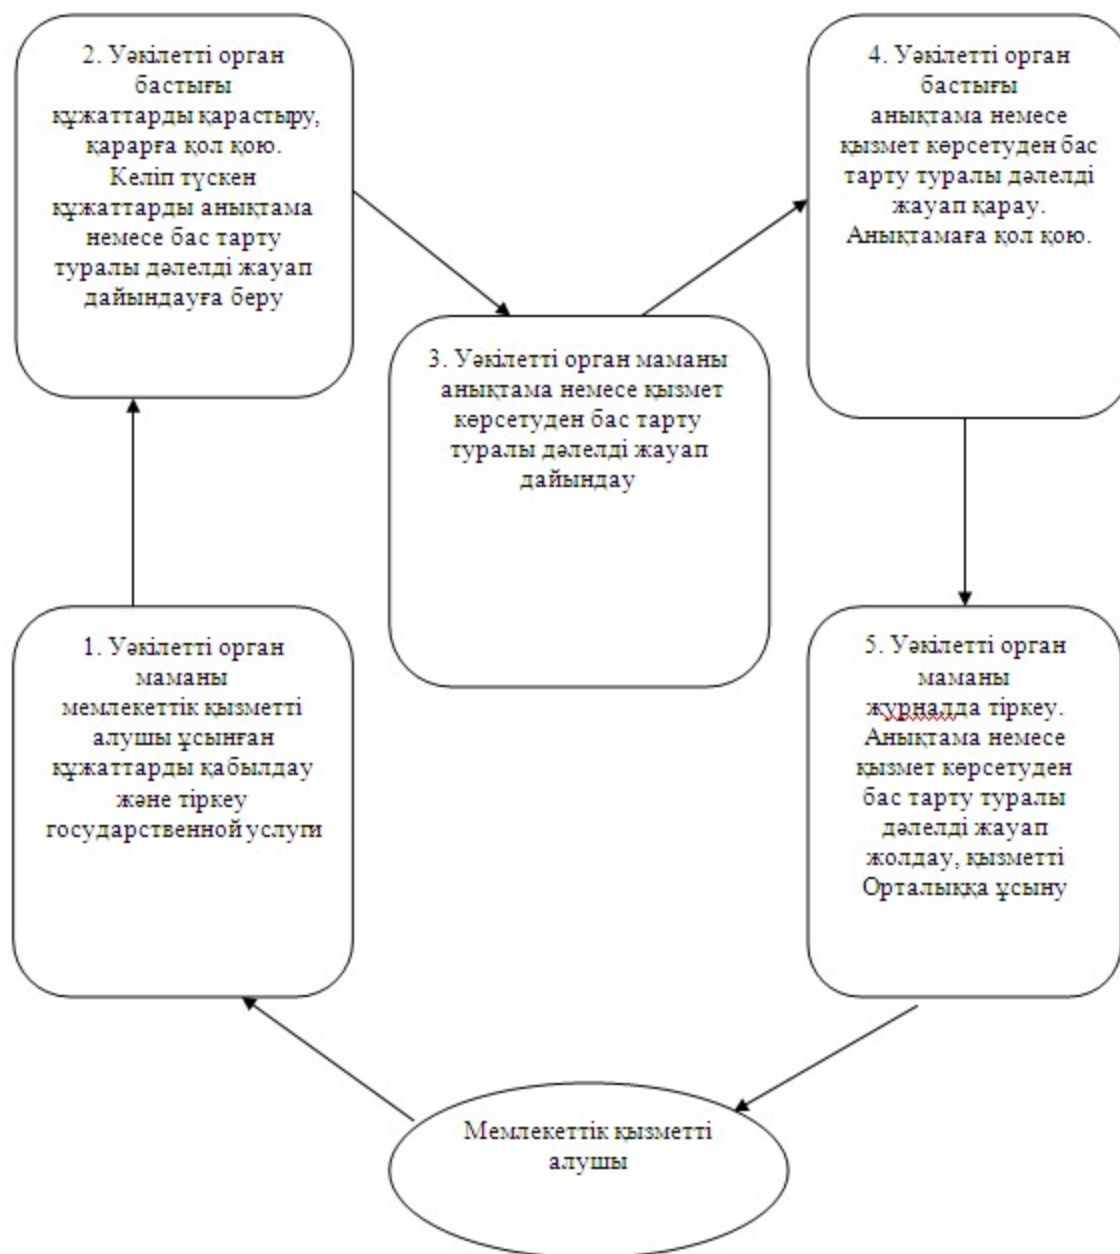 2. Уәкілетті орган
бастығы
құжаттарды қарастыру,
қарарға қол қою.
Келіп түскен
құжаттарды анықтама
немесе бас тарту
туралы дәлелді жауап
дайындауға беру
4. Уәкілетті орган
бастығы
анықтама немесе
қызмет көрсетуден бас
тарту туралы дәлелді
жауап қарау.
Анықтамаға қол қою.
3. Уәкілетті орган маманы
анықтама немесе қызмет
көрсетуден бас тарту
туралы дәлелді жауап
дайындау
1. Уәкілетті орган
маманы
мемлекеттік қызметті
алушы ұсынған
құжаттарды қабылдау
және тіркеу
государственной услуги
5. Уәкілетті орган
маманы
журналда тіркеу.
Анықтама немесе
қызмет көрсетуден
бас тарту туралы
дәлелді жауап
жолдау, қызметті
Орталыққа ұсыну
Мемлекеттік қызметті
алушы